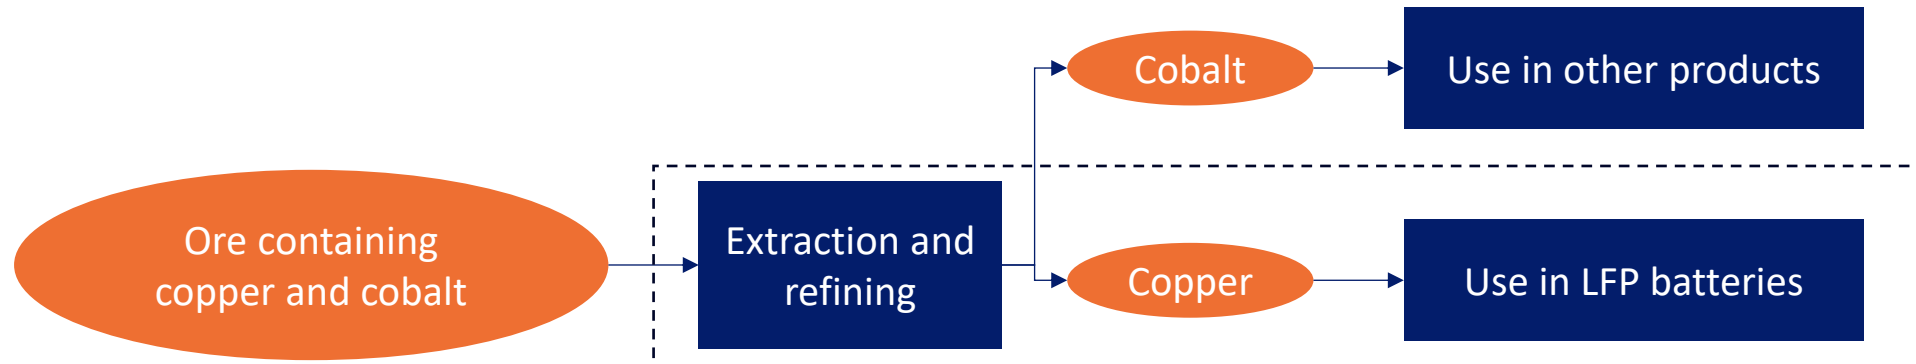 Ore containing
copper and cobalt
Extraction and
refining
Cobalt
Use in other products
Copper
Use in LFP batteries